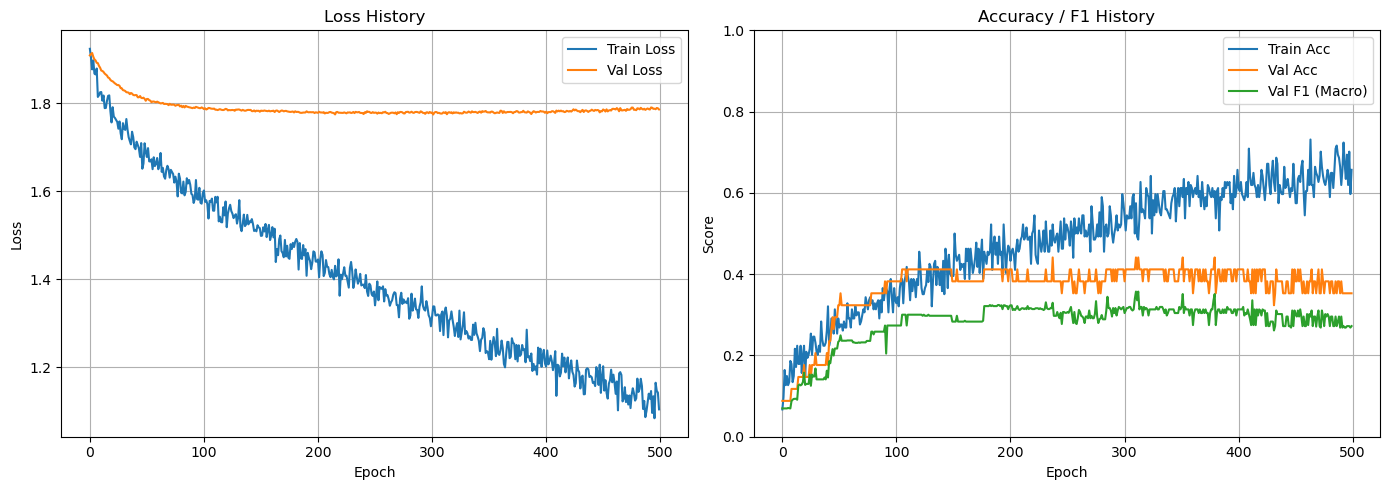 Loss History
Train Loss
Val Loss
1.8
1.6
1.4
1.2
Loss
0
100
200
300
400
500
Epoch
Accuracy / F1 History
Train Acc
Val Acc
Val F1 (Macro)
1.0
0.8
0.6
0.4
0.2
0.0
Score
0
100
200
300
400
500
Epoch